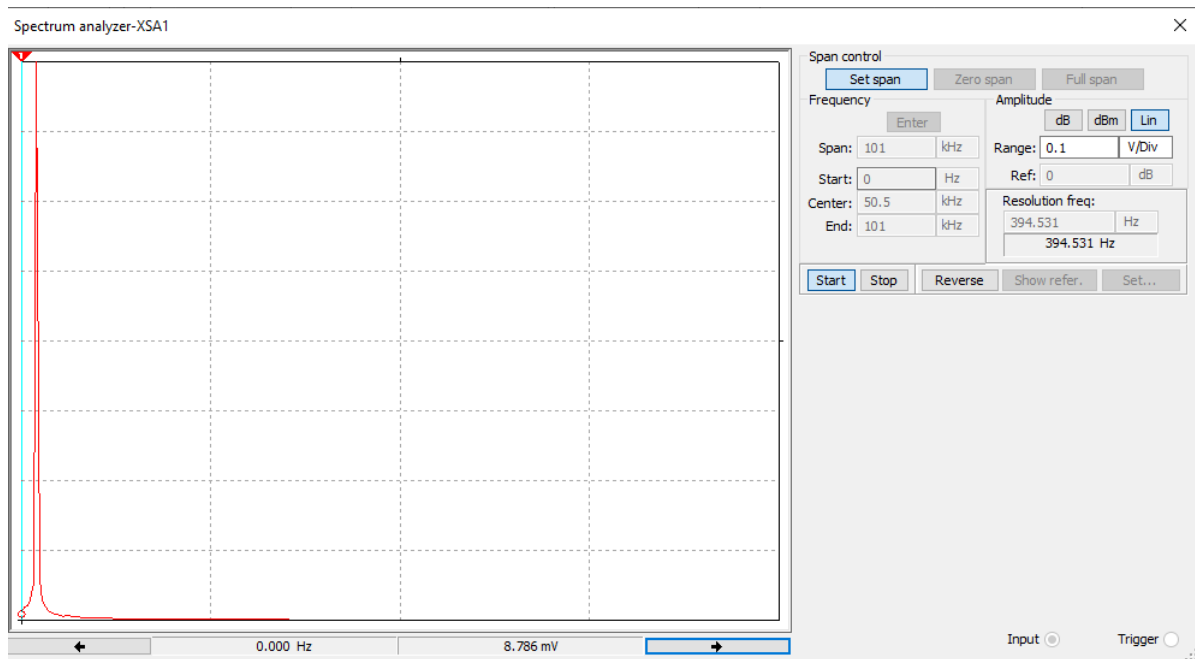 Spectrum analyzer-XSA1
1
Span control
Set span Zero span Full span
Frequency
Enter
Span: 101 kHz
Start: 0 Hz
Center: 50.5 kHz
End: 101 kHz
Amplitude
dB dBm Lin
Range: 0.1 V/Div
Ref: 0 dB
Resolution freq:
394.531 Hz
394.531 Hz
Start Stop Reverse Show refer. Set...
0.000 Hz 8.786 mV
Input Trigger